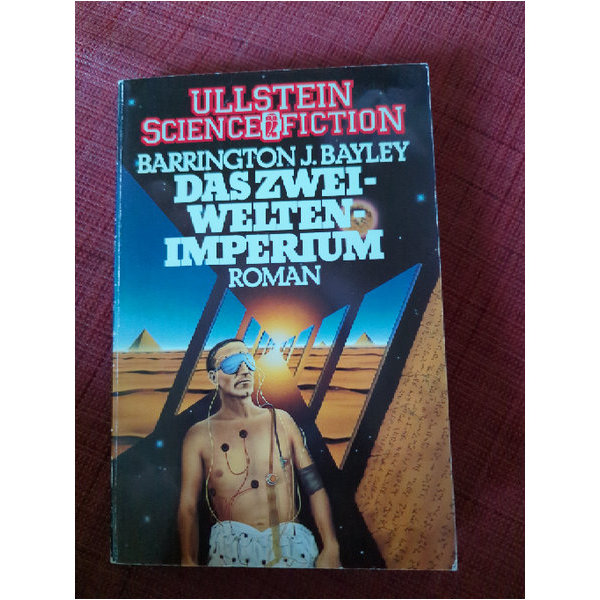 ULLSTEIN
SCIENCE FICTION
BARRINGTON J. BAYLEY
DAS ZWEI-
WELTEN-
IMPERIUM
ROMAN